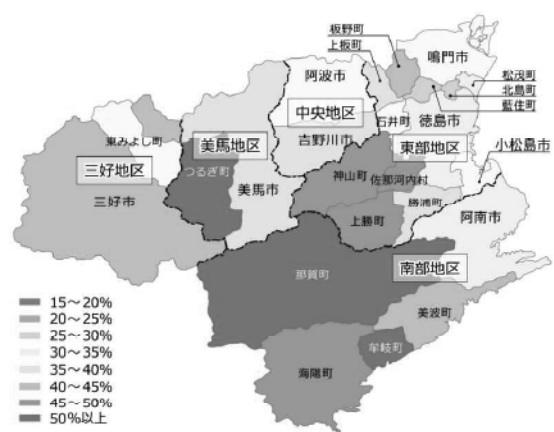 板野町
上板町
鳴門市
松茂町
北島町
藍住町
阿波市
中央地区
吉野川市
石井町
徳島市
東部地区
小松島市
東みよし町
三好地区
三好市
美馬地区
つるぎ町
美馬市
神山町
佐那河内村
勝浦町
上勝町
阿南市
那賀町
南部地区
美波町
牟岐町
海陽町
15～20%
20～25%
25～30%
30～35%
35～40%
40～45%
45～50%
50%以上